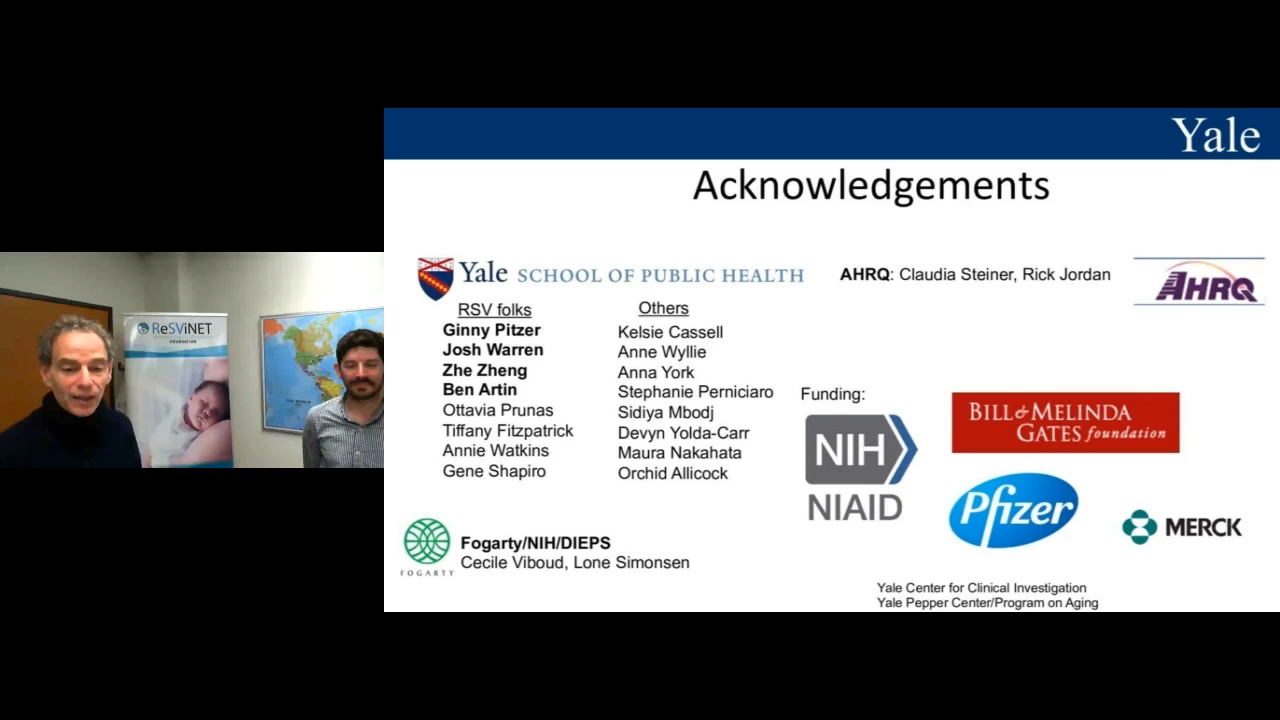 Yale
Acknowledgements
Yale SCHOOL OF PUBLIC HEALTH
AHRQ: Claudia Steiner, Rick Jordan
AHRQ
RSV folks
Ginny Pitzer
Josh Warren
Zhe Zheng
Ben Artin
Ottavia Prunas
Tiffany Fitzpatrick
Annie Watkins
Gene Shapiro
Others
Kelsie Cassell
Anne Wyllie
Anna York
Stephanie Perniciaro
Sidiya Mbodj
Devyn Yolda-Carr
Maura Nakahata
Orchid Allicock
Funding:
NIH
NIAID
BILL & MELINDA
GATES foundation
Pfizer
MERCK
FOGARTY
Fogarty/NIH/DIEPS
Cecile Viboud, Lone Simonsen
Yale Center for Clinical Investigation
Yale Pepper Center/Program on Aging
ReSViNET
FOUNDATION